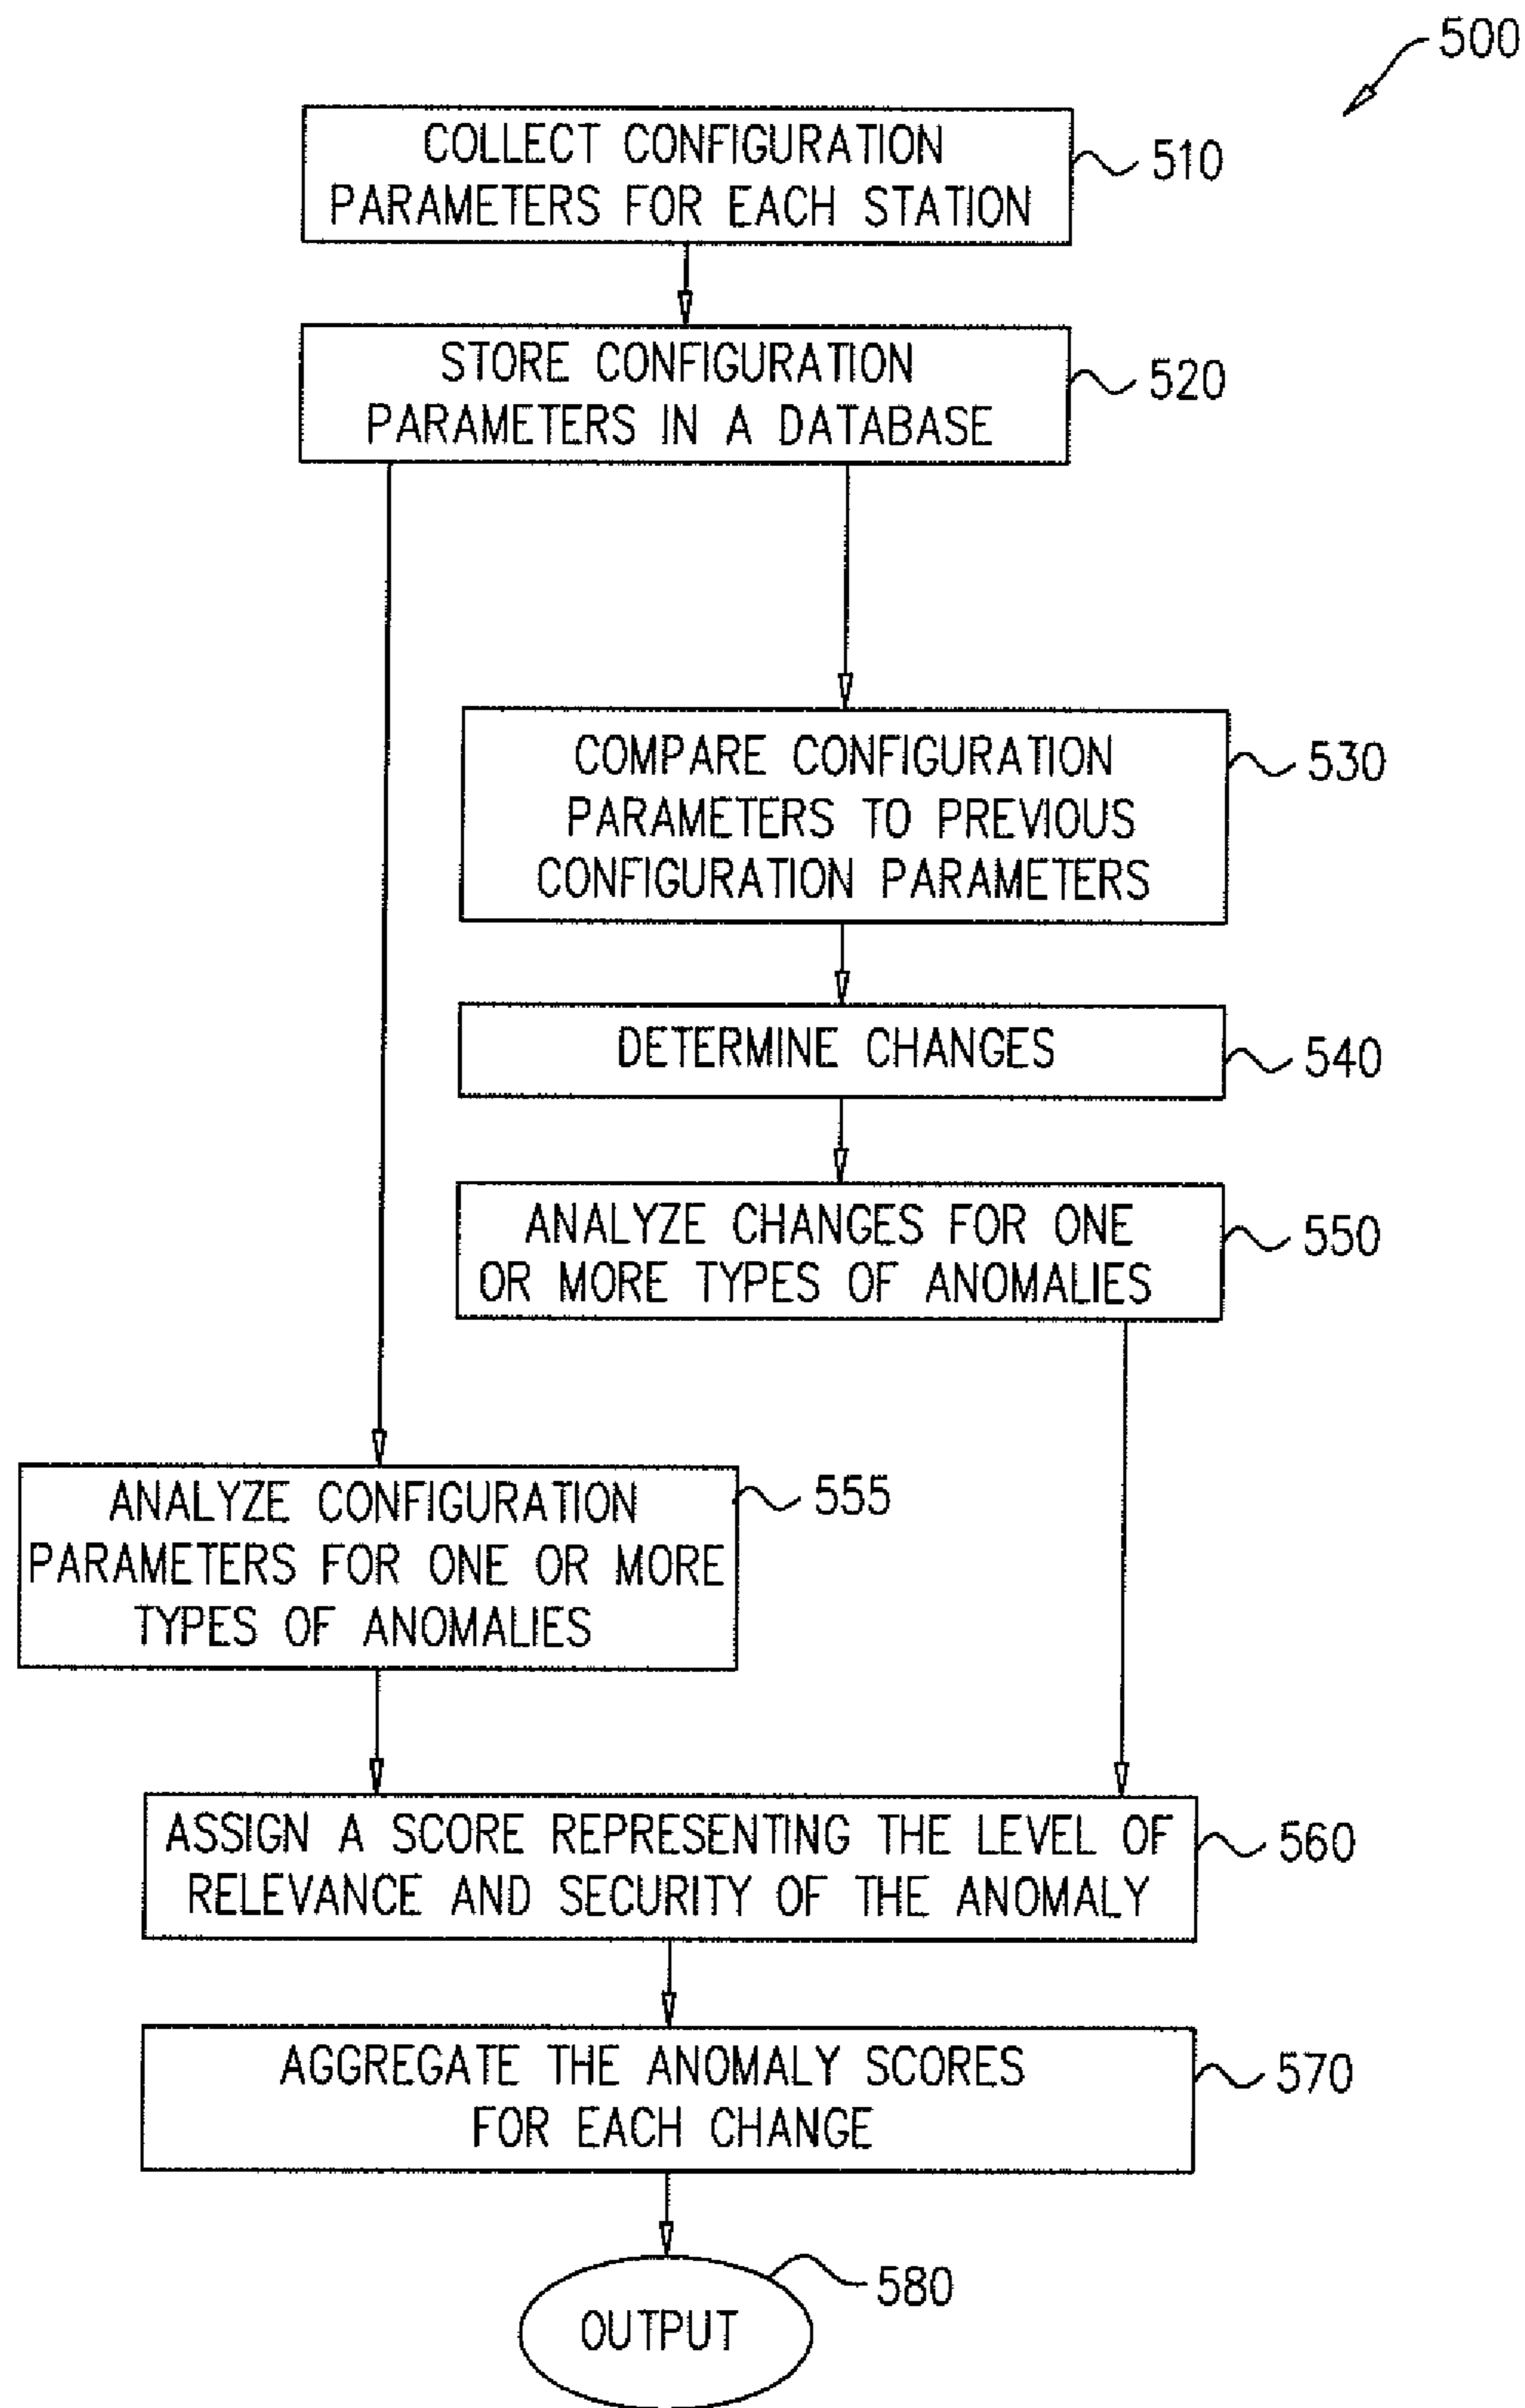 500
COLLECT CONFIGURATION
PARAMETERS FOR EACH STATION
510
STORE CONFIGURATION
PARAMETERS IN A DATABASE
520
COMPARE CONFIGURATION
PARAMETERS TO PREVIOUS
CONFIGURATION PARAMETERS
530
DETERMINE CHANGES
540
ANALYZE CHANGES FOR ONE
OR MORE TYPES OF ANOMALIES
550
ANALYZE CONFIGURATION
PARAMETERS FOR ONE OR MORE
TYPES OF ANOMALIES
555
ASSIGN A SCORE REPRESENTING THE LEVEL OF
RELEVANCE AND SECURITY OF THE ANOMALY
560
AGGREGATE THE ANOMALY SCORES
FOR EACH CHANGE
570
OUTPUT
580